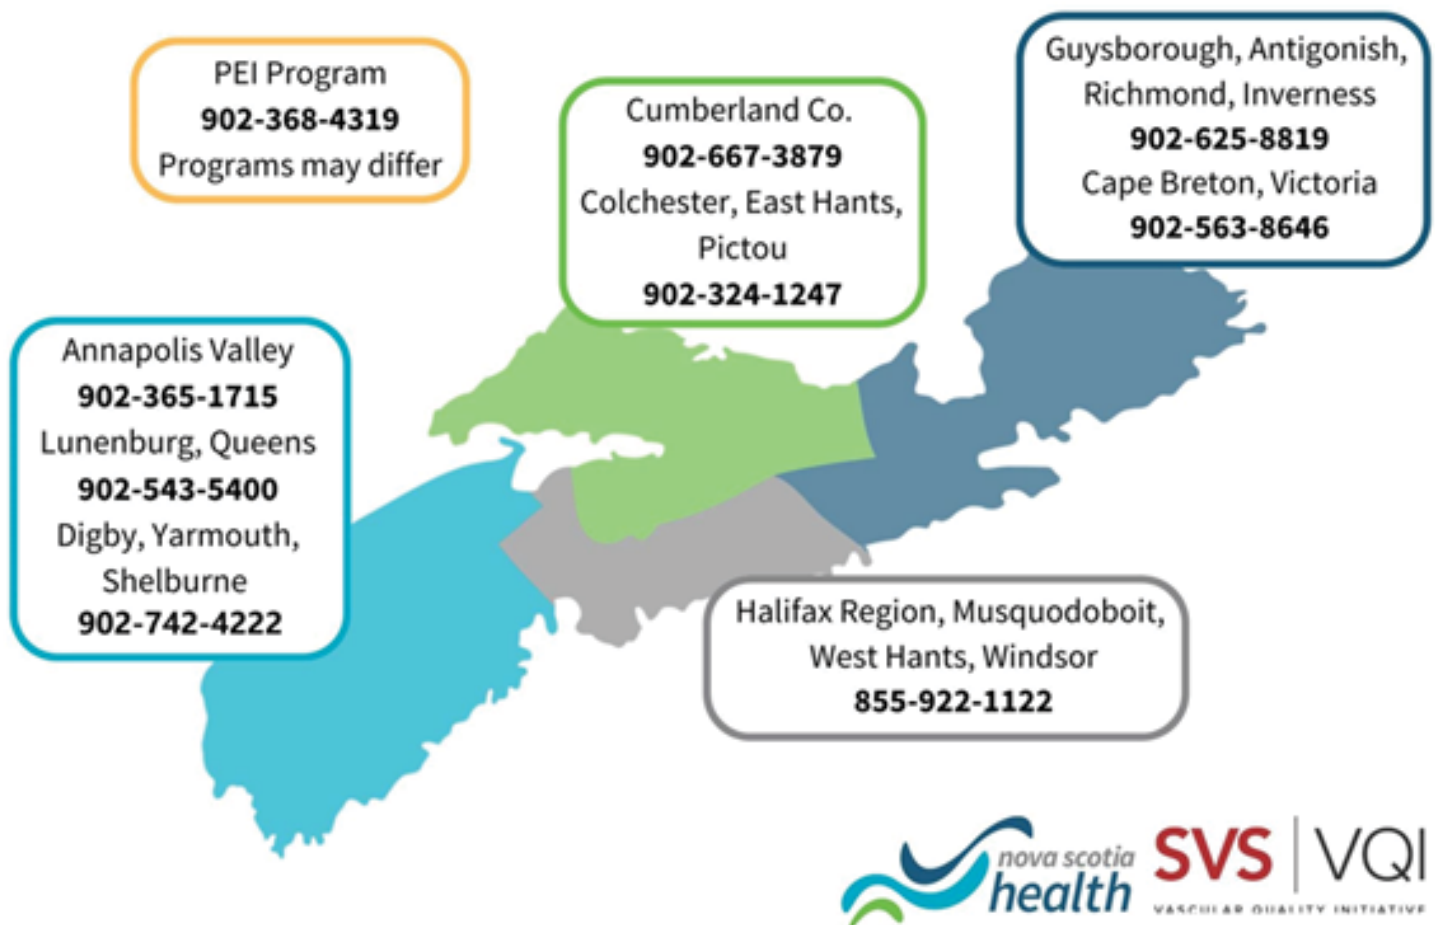 PEI Program
902-368-4319
Programs may differ
Cumberland Co.
902-667-3879
Colchester, East Hants,
Pictou
902-324-1247
Guysborough, Antigonish,
Richmond, Inverness
902-625-8819
Cape Breton, Victoria
902-563-8646
Annapolis Valley
902-365-1715
Lunenburg, Queens
902-543-5400
Digby, Yarmouth,
Shelburne
902-742-4222
Halifax Region, Musquodoboit,
West Hants, Windsor
855-922-1122
nova scotia
health
SVS | VQI
VASCULAR QUALITY INITIATIVE